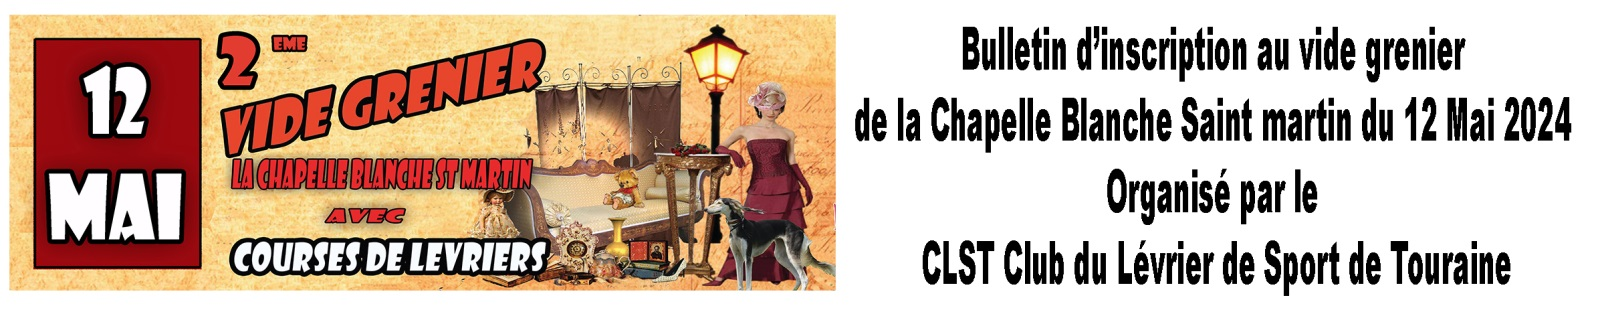 12
MAI
2 EME
VIDE GRENIER
LA CHAPELLE BLANCHE ST MARTIN
AVEC
COURSES DE LEVRIERS
Bulletin d’inscription au vide grenier
de la Chapelle Blanche Saint martin du 12 Mai 2024
Organisé par le
CLST Club du Lévrier de Sport de Touraine